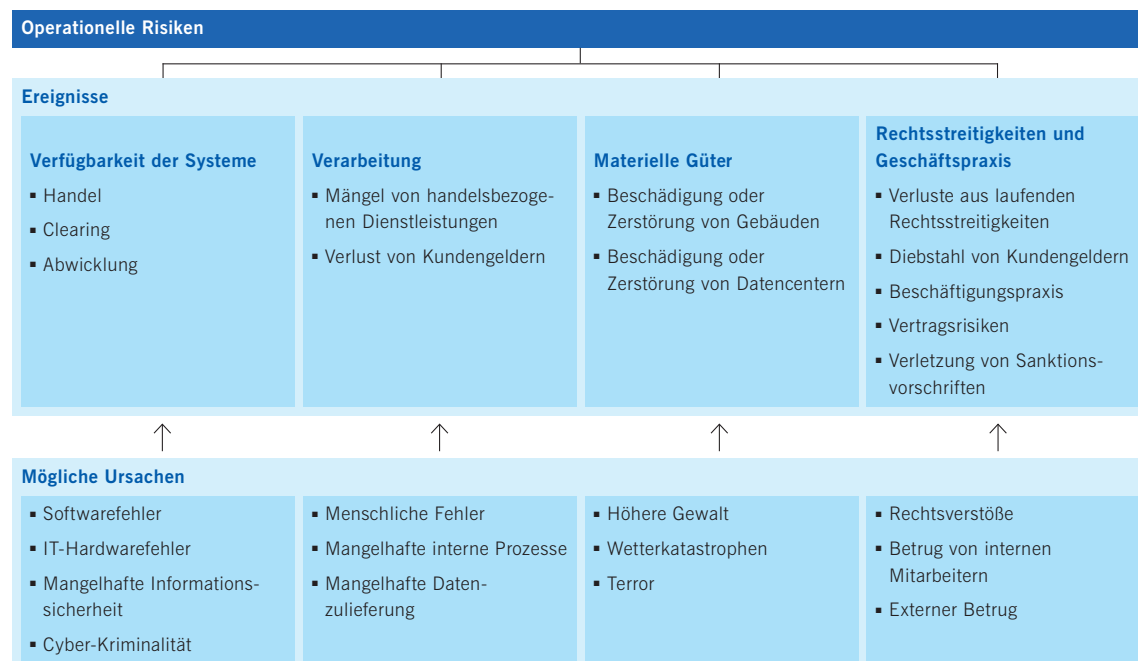 Operationelle Risiken
Ereignisse
Verfügbarkeit der Systeme
▪ Handel
▪ Clearing
▪ Abwicklung
Verarbeitung
▪ Mängel von handelsbezoge-
nen Dienstleistungen
▪ Verlust von Kundengeldern
Materielle Güter
▪ Beschädigung oder
Zerstörung von Gebäuden
▪ Beschädigung oder
Zerstörung von Datencentern
Rechtsstreitigkeiten und
Geschäftspraxis
▪ Verluste aus laufenden
Rechtsstreitigkeiten
▪ Diebstahl von Kundengeldern
▪ Beschäftigungspraxis
▪ Vertragsrisiken
▪ Verletzung von Sanktions-
vorschriften
Mögliche Ursachen
▪ Softwarefehler
▪ IT-Hardwarefehler
▪ Mangelhafte Informations-
sicherheit
▪ Cyber-Kriminalität
▪ Menschliche Fehler
▪ Mangelhafte interne Prozesse
▪ Mangelhafte Daten-
zulieferung
▪ Höhere Gewalt
▪ Wetterkatastrophen
▪ Terror
▪ Rechtsverstöße
▪ Betrug von internen
Mitarbeitern
▪ Externer Betrug